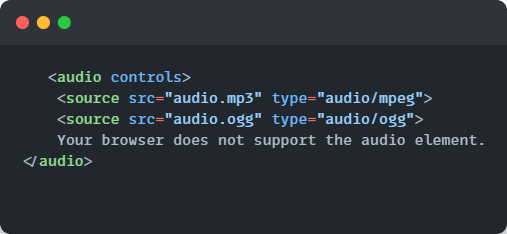 <audio controls>
<source src="audio.mp3" type="audio/mpeg">
<source src="audio.ogg" type="audio/ogg">
Your browser does not support the audio element.
</audio>